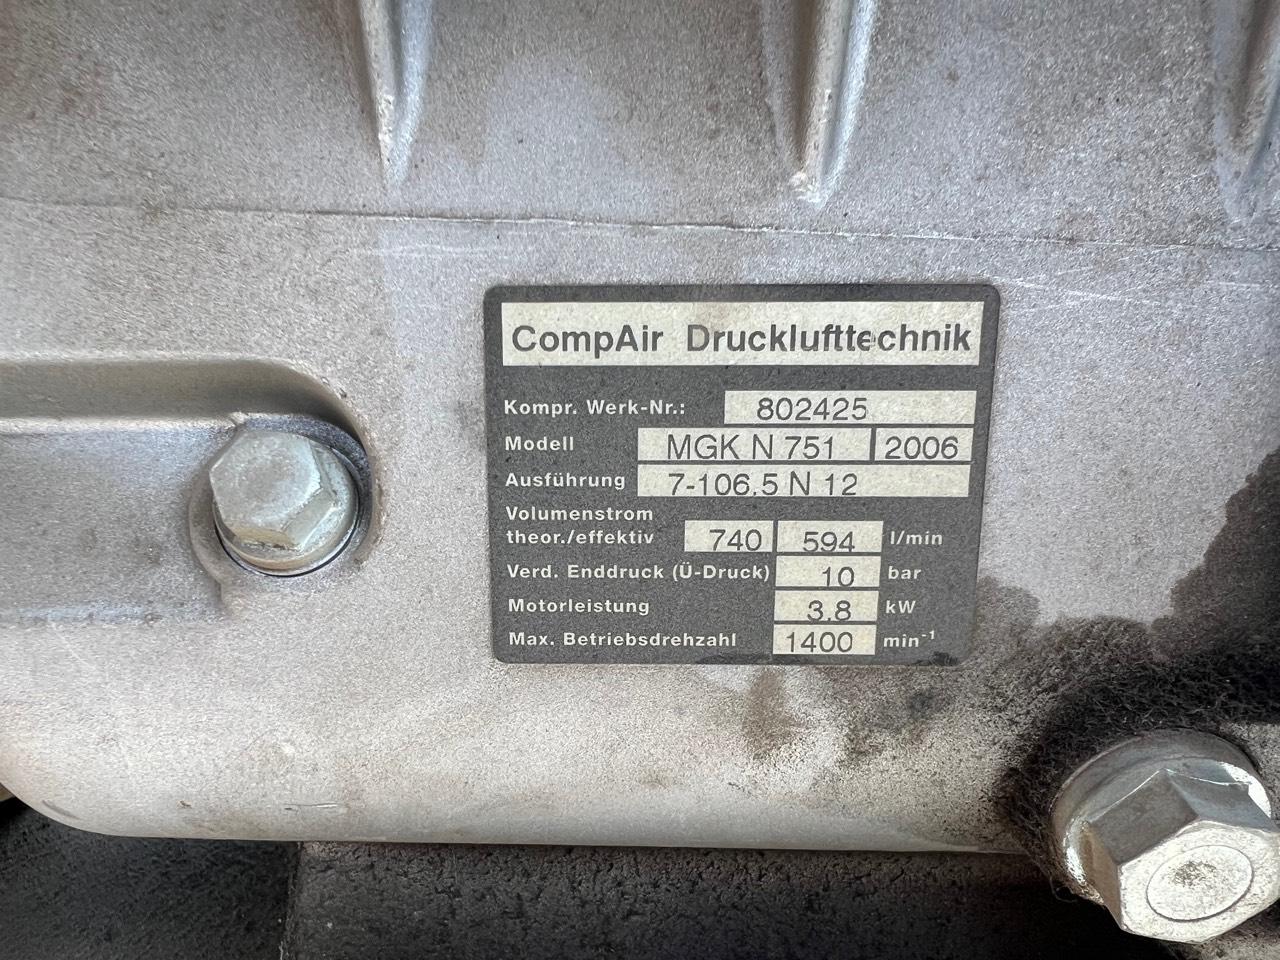 CompAir Drucklufttechnik
Kompr. Werk-Nr.: 802425
Modell MGK N 751 2006
Ausführung 7-106.5 N 12
Volumenstrom
theor./effektiv 740 594 l/min
Verd. Enddruck (Ü-Druck) 10 bar
Motorleistung 3.8 kW
Max. Betriebsdrehzahl 1400 min⁻¹